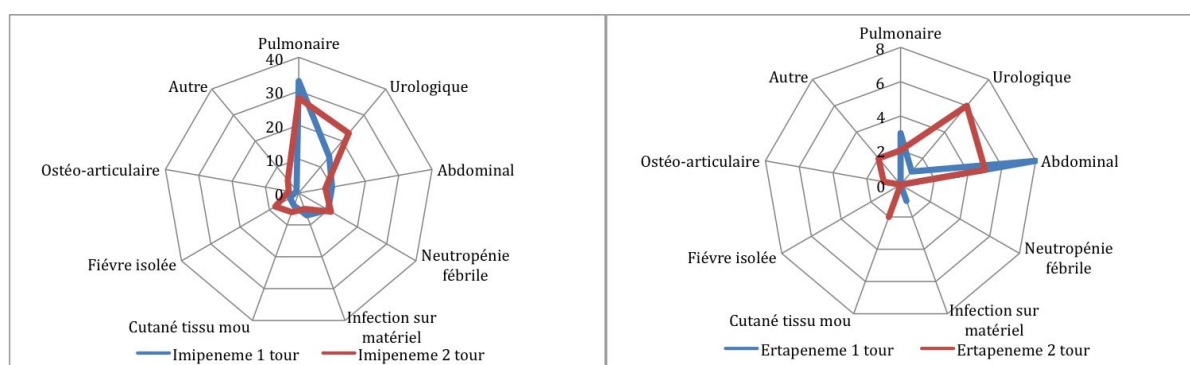 Pulmonaire
40
30
20
10
0
Urologique
Abdominal
Neutropénie
fébrile
Infection sur
matériel
Cutané tissu mou
Fiévre isolée
Ostéo-articulaire
Autre
Imipeneme 1 tour
Imipeneme 2 tour
Pulmonaire
8
6
4
2
0
Urologique
Abdominal
Neutropénie
fébrile
Infection sur
matériel
Cutané tissu mou
Fiévre isolée
Ostéo-articulaire
Autre
Ertapeneme 1 tour
Ertapeneme 2 tour